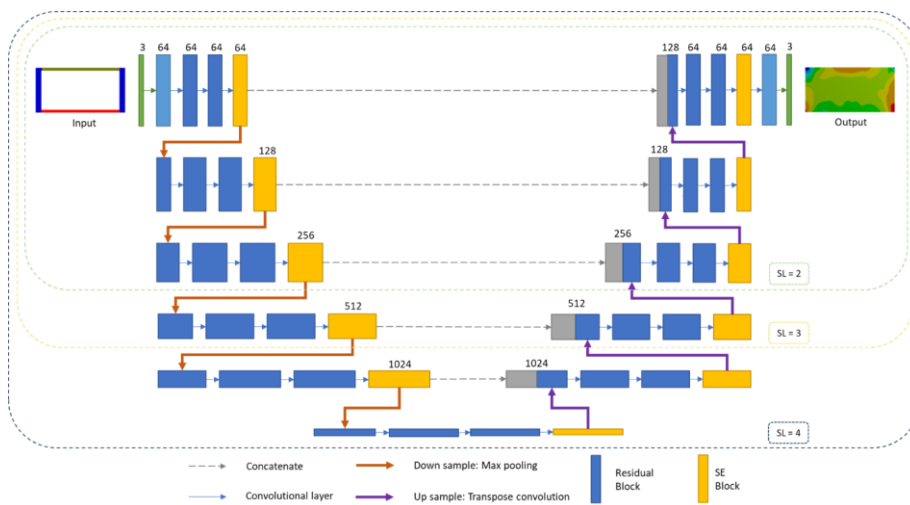 3 64 64 64 64
128 64 64 64 64 3
Input
Output
128
128
256
256
SL = 2
512
512
SL = 3
1024
1024
SL = 4
Concatenate
Down sample: Max pooling
Residual
Block
SE
Block
Convolutional layer
Up sample: Transpose convolution